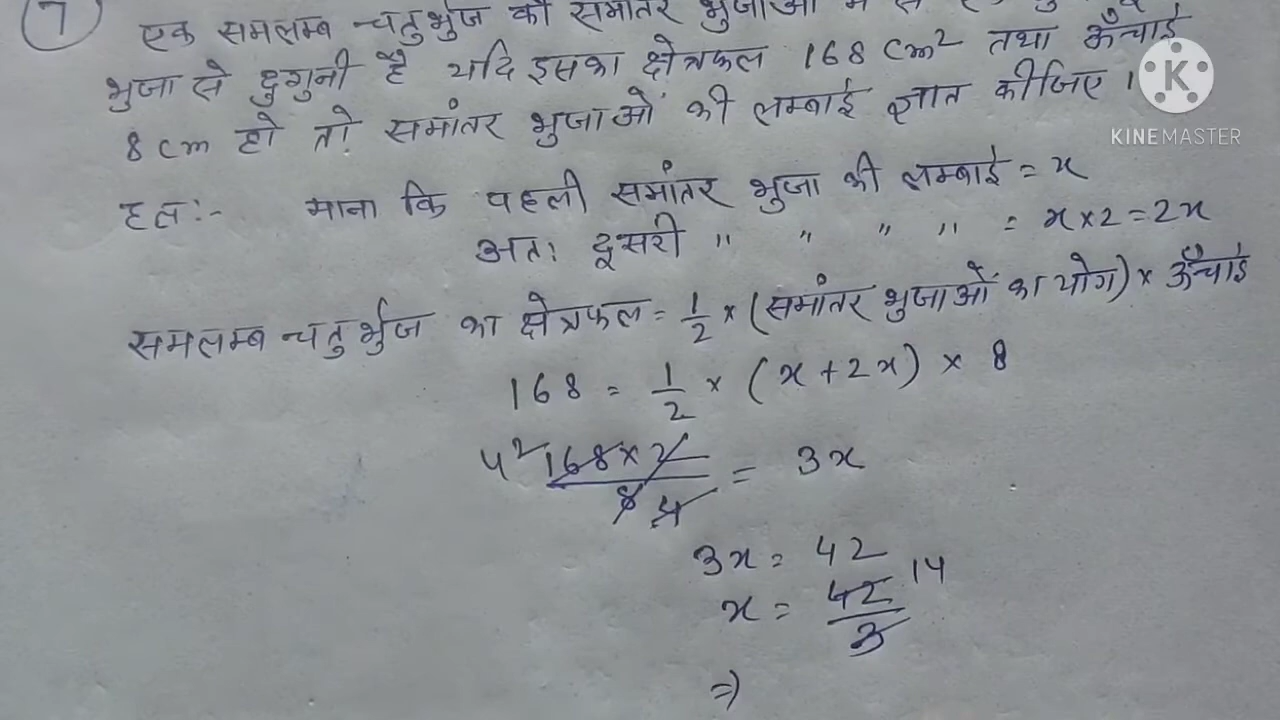 7 एक समलम्ब चतुर्भुज की समांतर भुजाओं में से
भुजा से दुगुनी है यदि इसका क्षेत्रफल 168 cm² तथा ऊँचाई
8 cm हो तो समांतर भुजाओं की लम्बाई ज्ञात कीजिए।
KINEMASTER
हल:- माना कि पहली समांतर भुजा की लम्बाई = x
अतः दूसरी " " " " = x×2=2x
समलम्ब चतुर्भुज का क्षेत्रफल = 1/2 × (समांतर भुजाओं का योग) × ऊँचाई
168 = 1/2 × (x+2x) × 8
42 168×2/8 4 = 3x
3x = 42
x = 42/3 14
⇒